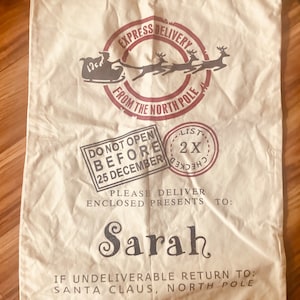 EXPRESS DELIVERY
FROM THE NORTH POLE
DO NOT OPEN
BEFORE
25 DECEMBER
LIST
2X
CHECKED
PLEASE DELIVER
ENCLOSED PRESENTS TO:
Sarah
IF UNDELIVERABLE RETURN TO:
SANTA CLAUS, NORTH POLE